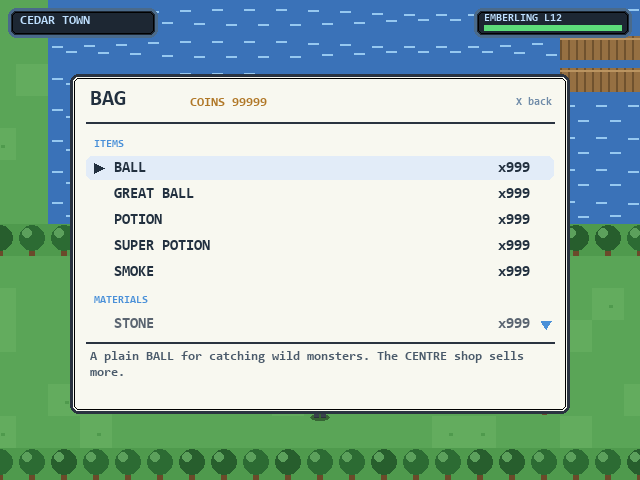 CEDAR TOWN
EMBERLING L12
BAG
COINS 99999
X back
ITEMS
▶ BALL x999
GREAT BALL x999
POTION x999
SUPER POTION x999
SMOKE x999
MATERIALS
STONE x999 ▼
A plain BALL for catching wild monsters. The CENTRE shop sells
more.